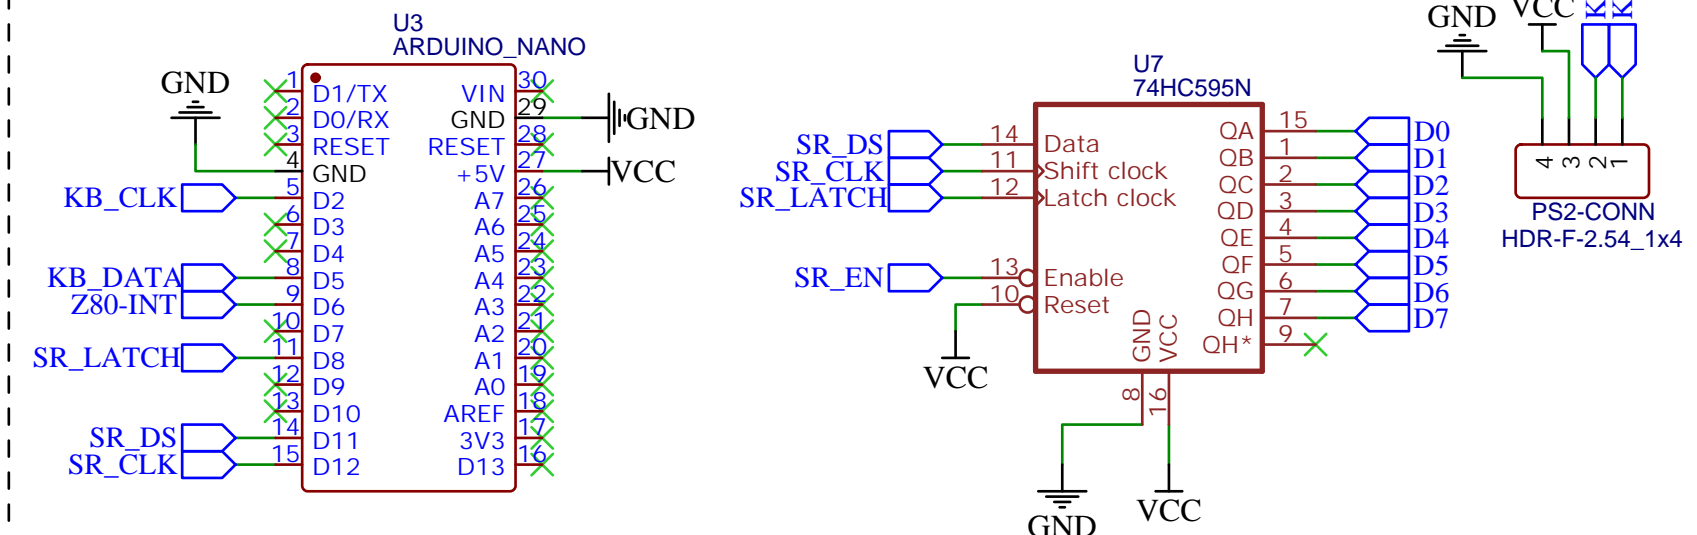 U3
ARDUINO_NANO
GND
1 D1/TX VIN 30
2 D0/RX GND 29 GND
3 RESET RESET 28
4 GND +5V 27 VCC
KB_CLK 5 D2 A7 26
6 D3 A6 25
7 D4 A5 24
KB_DATA 8 D5 A4 23
Z80-INT 9 D6 A3 22
10 D7 A2 21
SR_LATCH 11 D8 A1 20
12 D9 A0 19
13 D10 AREF 18
SR_DS 14 D11 3V3 17
SR_CLK 15 D12 D13 16
U7
74HC595N
SR_DS 14 Data QA 15 D0
SR_CLK 11 Shift clock QB 1 D1
SR_LATCH 12 Latch clock QC 2 D2
QD 3 D3
QE 4 D4
SR_EN 13 Enable QF 5 D5
10 Reset QG 6 D6
QH 7 D7
QH* 9
VCC
GND VCC
8 16
GND VCC
GND VCC K K
4 3 2 1
PS2-CONN
HDR-F-2.54_1x4